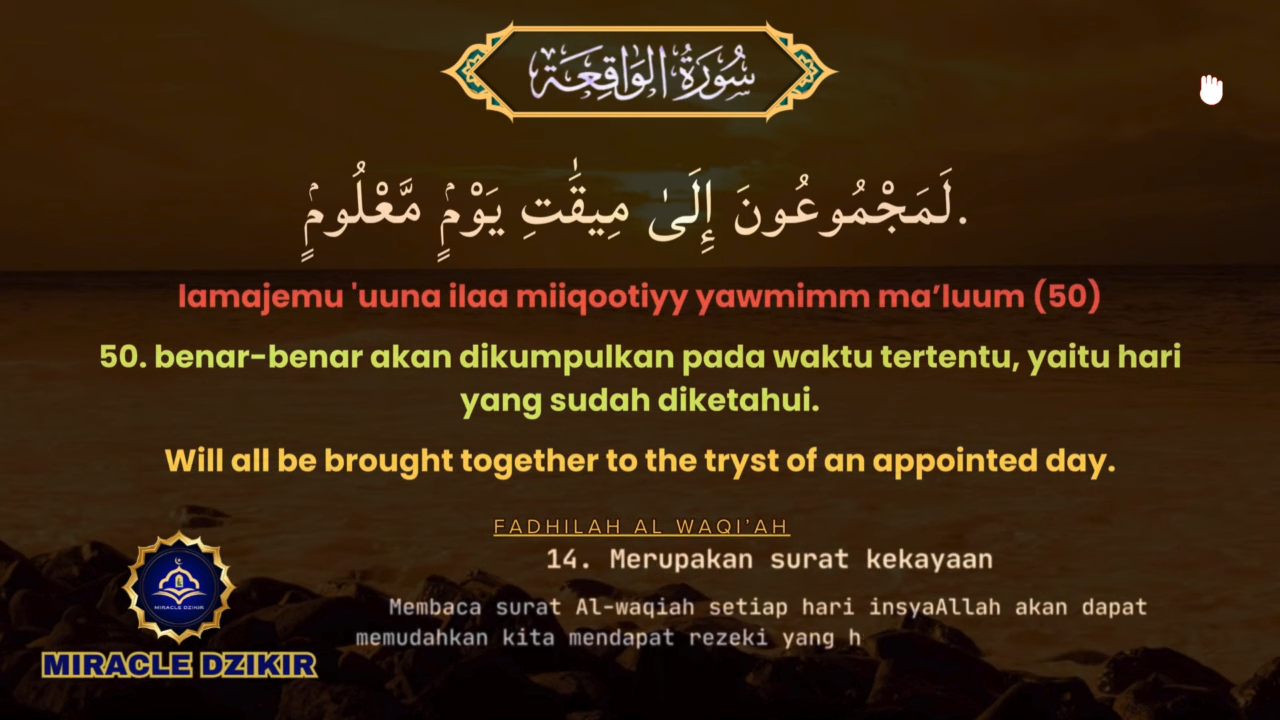 سُورَةُ الوَاقِعَة
لَمَجْمُوعُونَ إِلَىٰ مِيقَٰتِ يَوْمٍۢ مَّعْلُومٍۢ.
lamajemu 'uuna ilaa miiqootiyy yawmimm ma’luum (50)
50. benar-benar akan dikumpulkan pada waktu tertentu, yaitu hari
yang sudah diketahui.
Will all be brought together to the tryst of an appointed day.
FADHILAH AL WAQI’AH
14. Merupakan surat kekayaan
Membaca surat Al-waqiah setiap hari insyaAllah akan dapat
memudahkan kita mendapat rezeki yang h
MIRACLE DZIKIR
MIRACLE DZIKIR